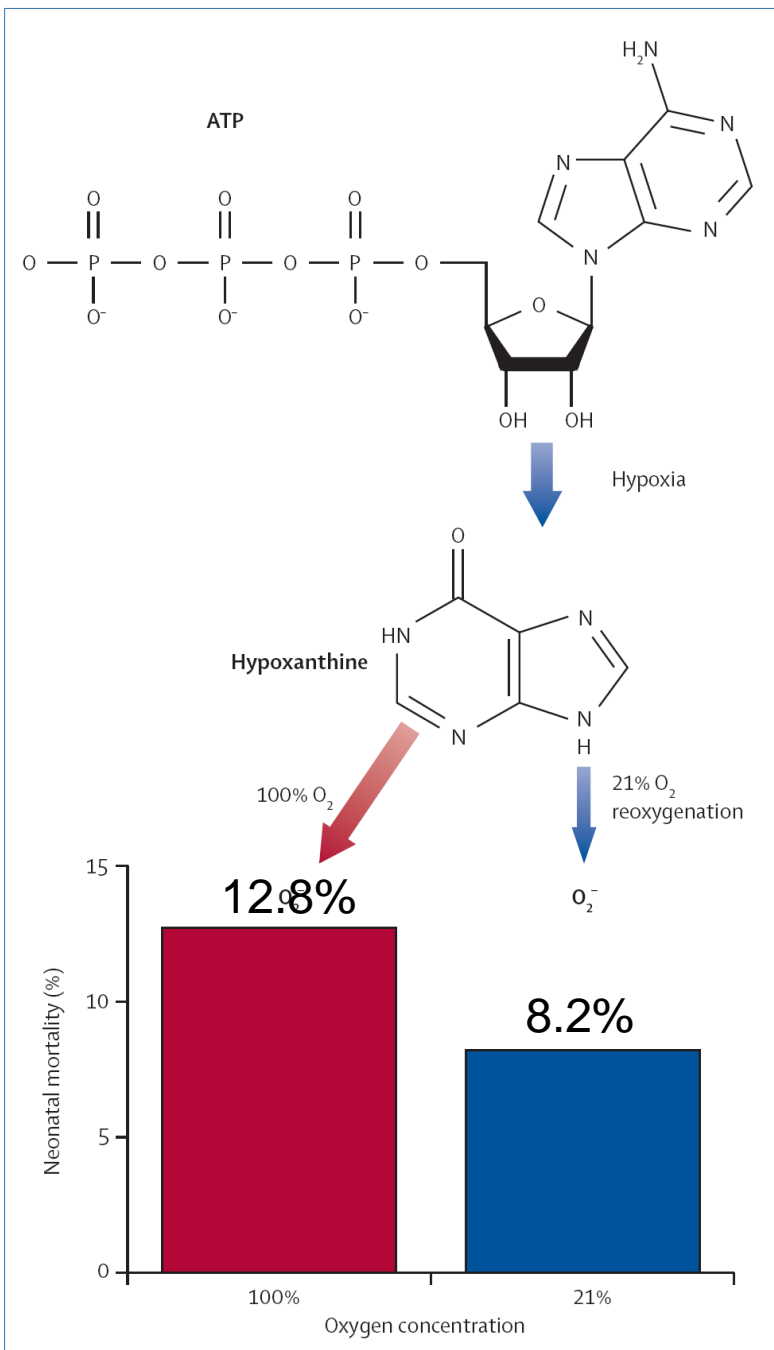 H₂N
ATP
N
N
N
N
O O O
O P O P O P O
O⁻ O⁻ O⁻
O
OH OH
Hypoxia
O
HN
N
Hypoxanthine
N
N
H
100% O₂
21% O₂
reoxygenation
15
12.8%
O₂⁻
O₂⁻
10
8.2%
5
0
Neonatal mortality (%)
100%
21%
Oxygen concentration